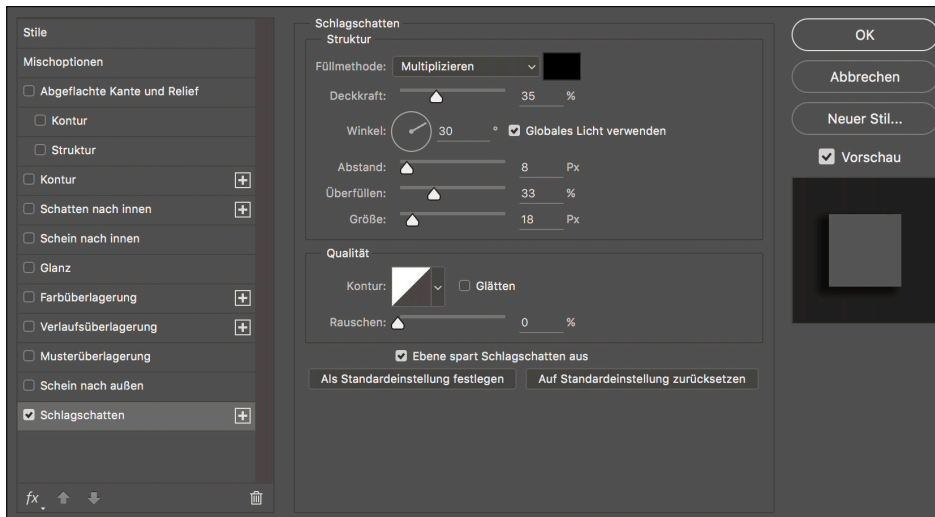 Stile
Mischoptionen
Abgeflachte Kante und Relief
Kontur
Struktur
Kontur
Schatten nach innen
Schein nach innen
Glanz
Farbüberlagerung
Verlaufsüberlagerung
Musterüberlagerung
Schein nach außen
Schlagschatten
fx
Schlagschatten
Struktur
Füllmethode: Multiplizieren
Deckkraft: 35 %
Winkel: 30 ° Globales Licht verwenden
Abstand: 8 Px
Überfüllen: 33 %
Größe: 18 Px
Qualität
Kontur: Glätten
Rauschen: 0 %
Ebene spart Schlagschatten aus
Als Standardeinstellung festlegen Auf Standardeinstellung zurücksetzen
OK
Abbrechen
Neuer Stil...
Vorschau